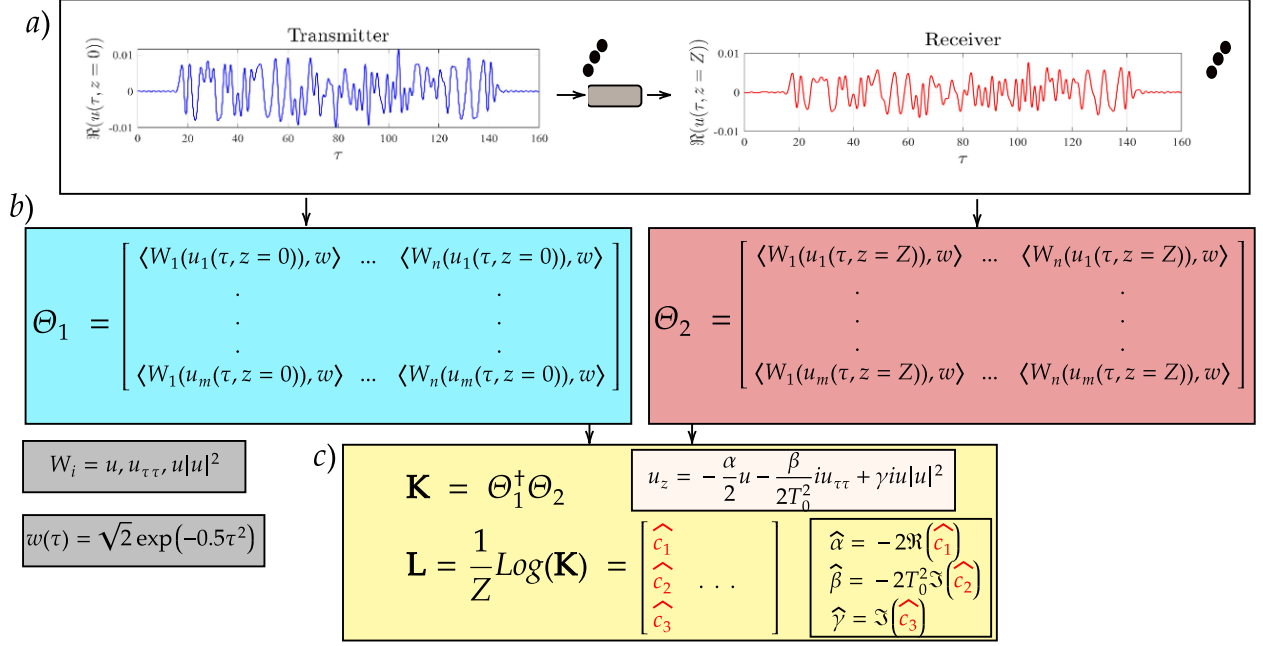 a)
Transmitter
ℜ(u(τ, z = 0))
0.01
0
-0.01
0 20 40 60 80 100 120 140 160
τ
Receiver
ℜ(u(τ, z = Z))
0.01
0
-0.01
0 20 40 60 80 100 120 140 160
τ
b)
Θ₁ =
⟨W₁(u₁(τ, z = 0)), w⟩ ... ⟨Wₙ(u₁(τ, z = 0)), w⟩
. .
. .
. .
⟨W₁(uₘ(τ, z = 0)), w⟩ ... ⟨Wₙ(uₘ(τ, z = 0)), w⟩
Θ₂ =
⟨W₁(u₁(τ, z = Z)), w⟩ ... ⟨Wₙ(u₁(τ, z = Z)), w⟩
. .
. .
. .
⟨W₁(uₘ(τ, z = Z)), w⟩ ... ⟨Wₙ(uₘ(τ, z = Z)), w⟩
Wᵢ = u, u_ττ, u|u|²
w(τ) = √2 exp(−0.5τ²)
c)
K = Θ₁†Θ₂
u_z = − α/2 u − β/2T₀² iu_ττ + γiu|u|²
L = 1/Z Log(K) =
ĉ₁
ĉ₂ . . .
ĉ₃
α̂ = −2ℜ(ĉ₁)
β̂ = −2T₀²ℑ(ĉ₂)
γ̂ = ℑ(ĉ₃)